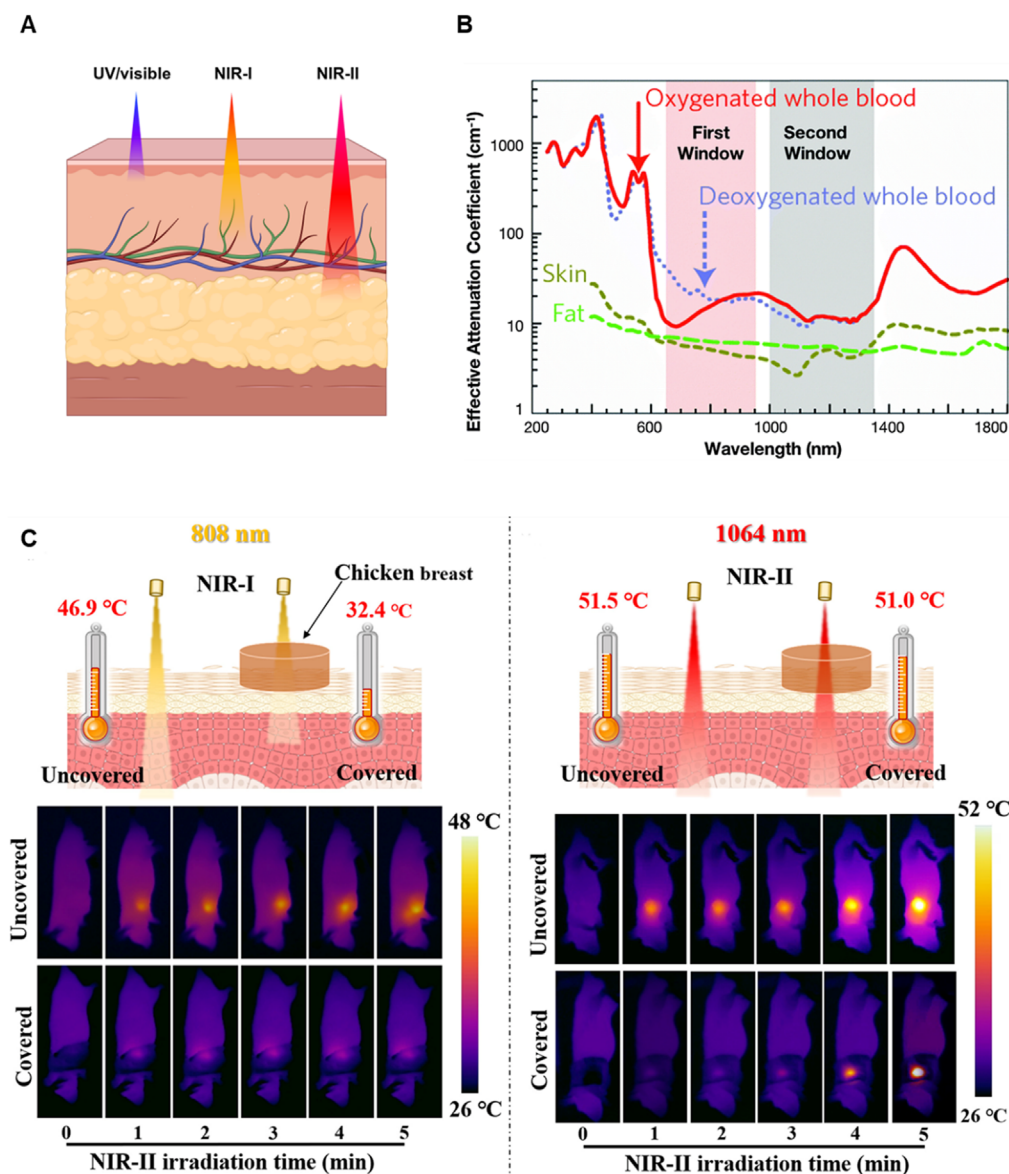 A
UV/visible NIR-I NIR-II
B
Effective Attenuation Coefficient (cm⁻¹)
1000
100
10
1
Oxygenated whole blood
First Window
Second Window
Deoxygenated whole blood
Skin
Fat
200 600 1000 1400 1800
Wavelength (nm)
C
808 nm
NIR-I
Chicken breast
46.9 ℃
32.4 ℃
Uncovered
Covered
1064 nm
NIR-II
51.5 ℃
51.0 ℃
Uncovered
Covered
Uncovered
Covered
48 ℃
26 ℃
0 1 2 3 4 5
NIR-II irradiation time (min)
Uncovered
Covered
52 ℃
26 ℃
0 1 2 3 4 5
NIR-II irradiation time (min)